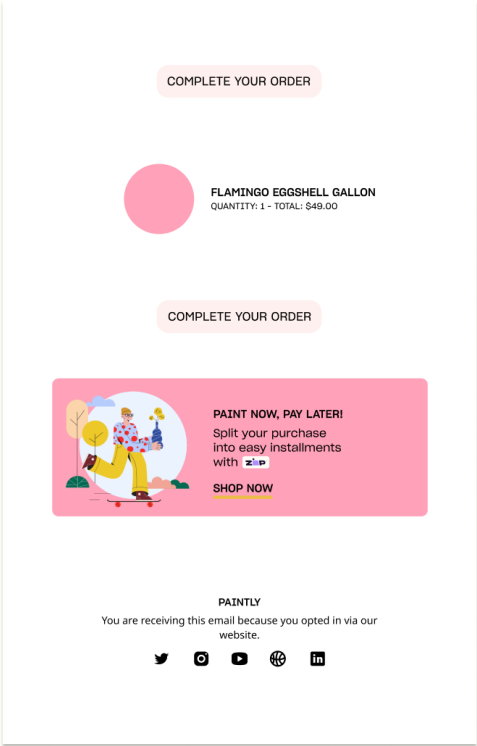 COMPLETE YOUR ORDER
FLAMINGO EGGSHELL GALLON
QUANTITY: 1 - TOTAL: $49.00
COMPLETE YOUR ORDER
PAINT NOW, PAY LATER!
Split your purchase
into easy installments
with ZIP
SHOP NOW
PAINTLY
You are receiving this email because you opted in via our
website.